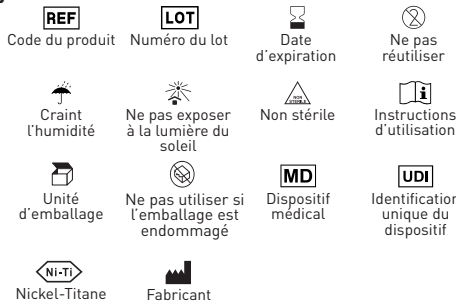 REF LOT
Code du produit Numéro du lot Date d'expiration Ne pas réutiliser
NON STERILE
Craint l'humidité Ne pas exposer à la lumière du soleil Non stérile Instructions d'utilisation
MD UDI
Unité d'emballage Ne pas utiliser si l'emballage est endommagé Dispositif médical Identification unique du dispositif
Ni-Ti
Nickel-Titane Fabricant